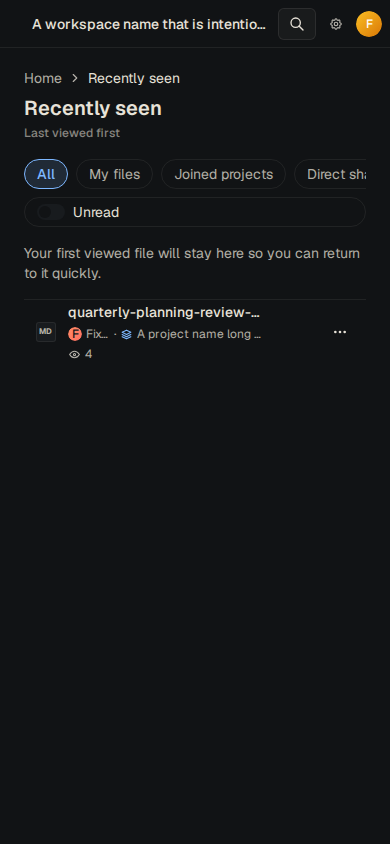 A workspace name that is intentio...
F
Home > Recently seen
Recently seen
Last viewed first
All
My files
Joined projects
Direct sha
Unread
Your first viewed file will stay here so you can return
to it quickly.
MD
quarterly-planning-review-...
F Fix... · A project name long ...
4